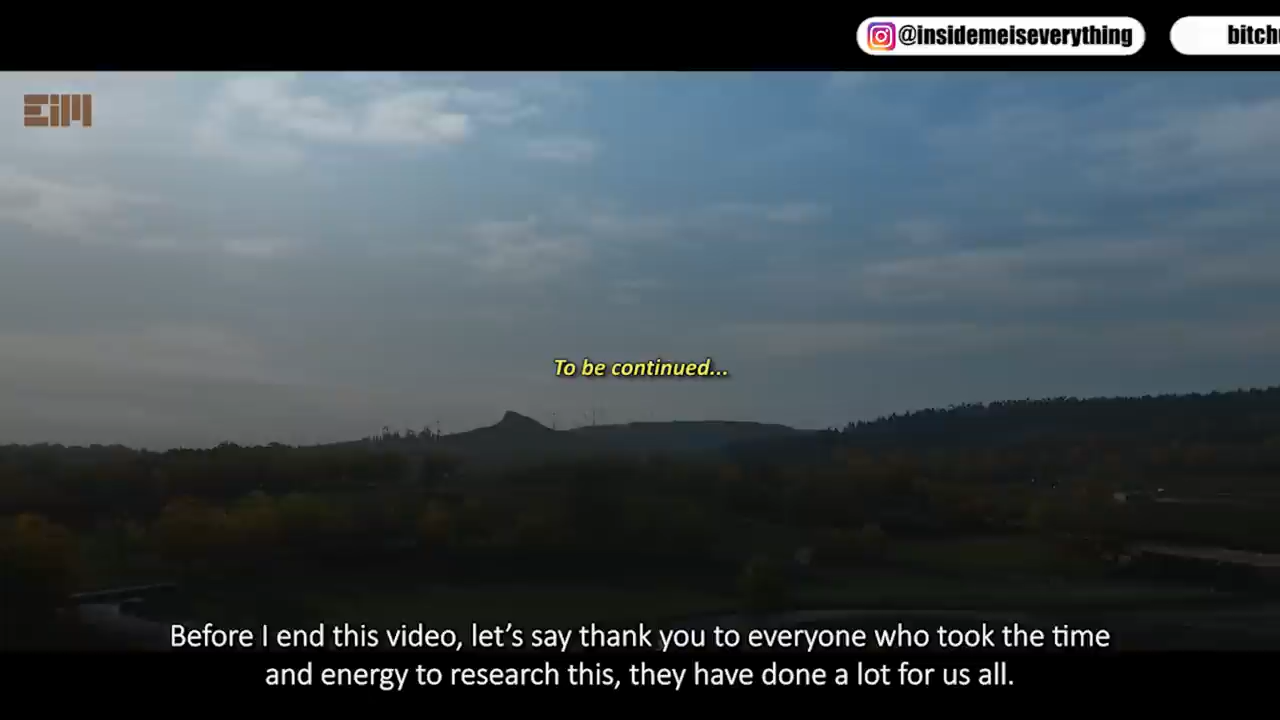 @insidemeiseverything
EiM
To be continued...
Before I end this video, let's say thank you to everyone who took the time
and energy to research this, they have done a lot for us all.